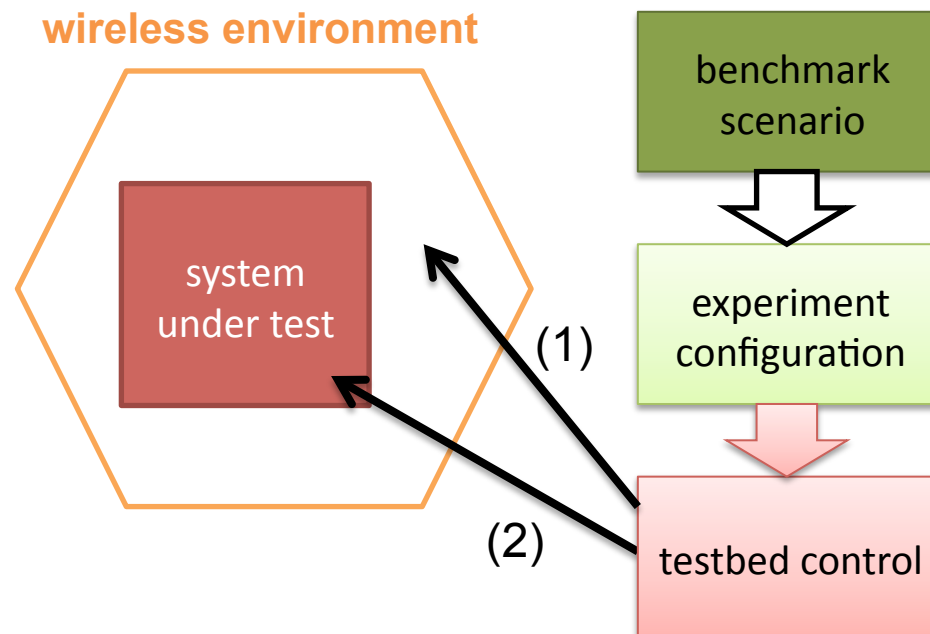 wireless environment
benchmark
scenario
system
under test
experiment
configuration
(1)
(2)
testbed control